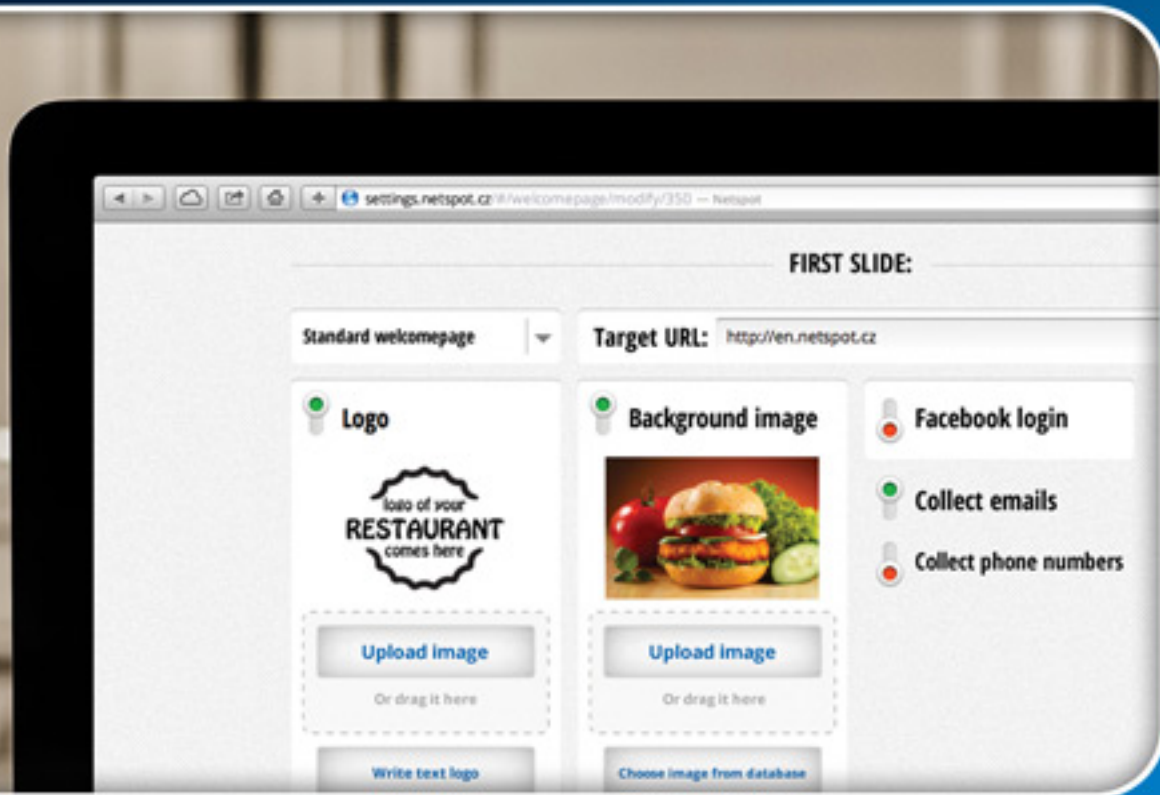 settings.netspot.cz/#/welcomepage/modify/350 — Netspot
FIRST SLIDE:
Standard welcomepage
Target URL: http://en.netspot.cz
Logo
Background image
Facebook login
Collect emails
Collect phone numbers
logo of your
RESTAURANT
comes here
Upload image
Upload image
Or drag it here
Or drag it here
Write text logo
Choose image from database